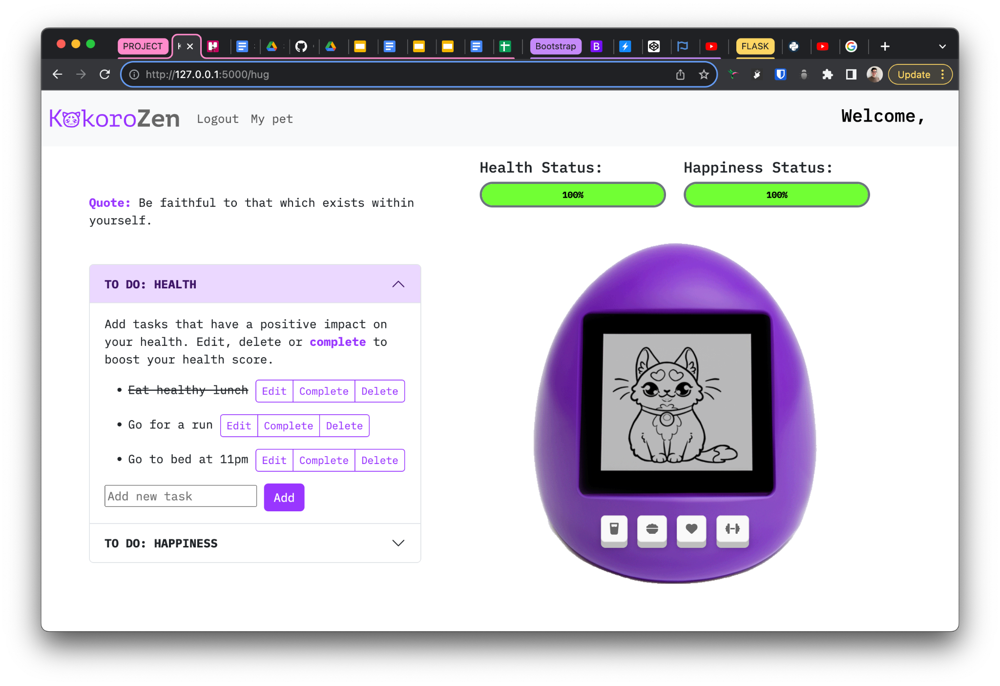 PROJECT
Bootstrap
B
FLASK
http://127.0.0.1:5000/hug
Update
KokoroZen
Logout
My pet
Welcome,
Health Status:
Happiness Status:
100%
100%
Quote: Be faithful to that which exists within
yourself.
TO DO: HEALTH
Add tasks that have a positive impact on
your health. Edit, delete or complete to
boost your health score.
Eat healthy lunch Edit Complete Delete
Go for a run Edit Complete Delete
Go to bed at 11pm Edit Complete Delete
Add new task Add
TO DO: HAPPINESS